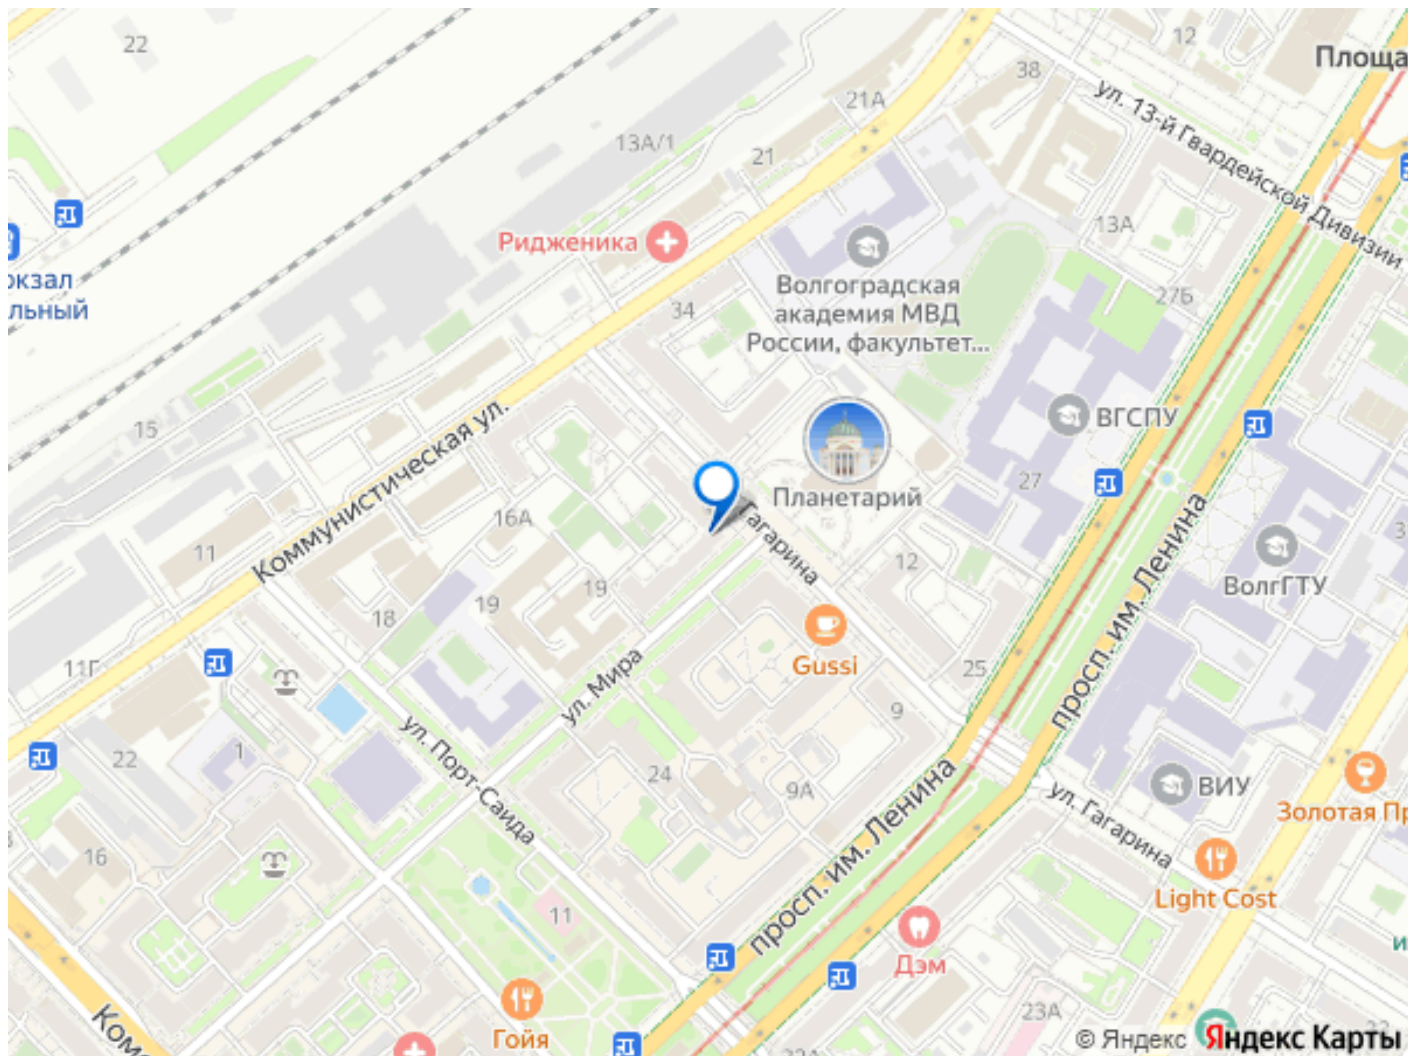 22
12
Площа
38
ул. 13-й Гвардейской Дивизии
21А
13А/1
21
13А
Ридженика
окзал
льный
Волгоградская
академия МВД
России, факультет...
27Б
34
15
ВГСПУ
Коммунистическая ул.
27
Планетарий
16А
Гагарина
просп. им. Ленина
11
12
ВолгГТУ
3
19
19
18
Gussi
25
11Г
ул. Мира
9
22
1
ул. Порт-Саида
24
9А
ВИУ
ул. Гагарина
Золотая Пр
16
просп. им. Ленина
Light Cost
11
Дэм
и
23А
Гойя
Комс
22А
© Яндекс Яндекс Карты